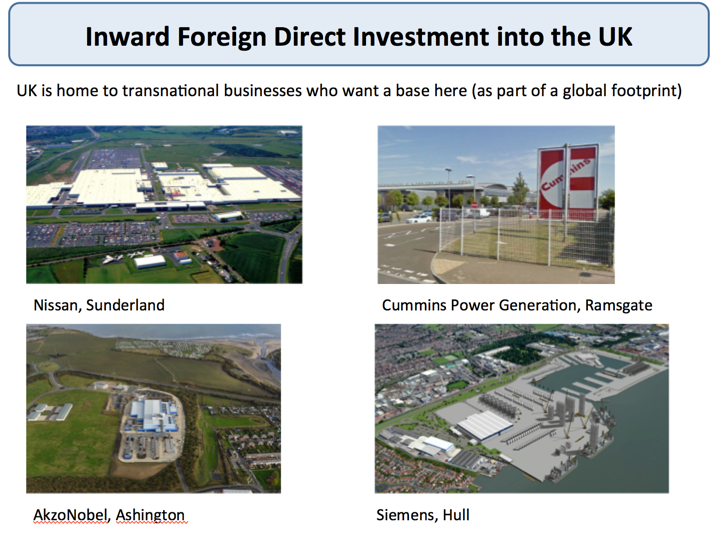 Inward Foreign Direct Investment into the UK
UK is home to transnational businesses who want a base here (as part of a global footprint)
Cummins
Nissan, Sunderland
Cummins Power Generation, Ramsgate
AkzoNobel, Ashington
Siemens, Hull